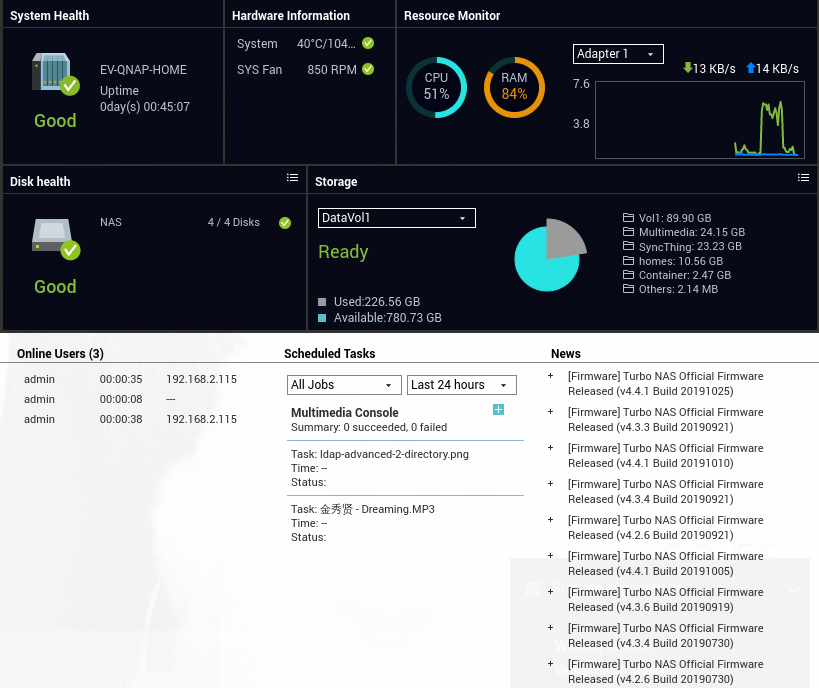 System Health
EV-QNAP-HOME
Uptime
0day(s) 00:45:07
Good
Hardware Information
System 40°C/104...
SYS Fan 850 RPM
Resource Monitor
CPU
51%
RAM
84%
Adapter 1
13 KB/s 14 KB/s
7.6
3.8
Disk health
NAS 4 / 4 Disks
Good
Storage
DataVol1
Ready
Used:226.56 GB
Available:780.73 GB
Vol1: 89.90 GB
Multimedia: 24.15 GB
SyncThing: 23.23 GB
homes: 10.56 GB
Container: 2.47 GB
Others: 2.14 MB
Online Users (3)
admin 00:00:35 192.168.2.115
admin 00:00:08 ---
admin 00:00:38 192.168.2.115
Scheduled Tasks
All Jobs Last 24 hours
Multimedia Console
Summary: 0 succeeded, 0 failed
Task: ldap-advanced-2-directory.png
Time: --
Status:
Task: 金秀贤 - Dreaming.MP3
Time: --
Status:
News
+ [Firmware] Turbo NAS Official Firmware
Released (v4.4.1 Build 20191025)
+ [Firmware] Turbo NAS Official Firmware
Released (v4.3.3 Build 20190921)
+ [Firmware] Turbo NAS Official Firmware
Released (v4.4.1 Build 20191010)
+ [Firmware] Turbo NAS Official Firmware
Released (v4.3.4 Build 20190921)
+ [Firmware] Turbo NAS Official Firmware
Released (v4.2.6 Build 20190921)
+ [Firmware] Turbo NAS Official Firmware
Released (v4.4.1 Build 20191005)
+ [Firmware] Turbo NAS Official Firmware
Released (v4.3.6 Build 20190919)
+ [Firmware] Turbo NAS Official Firmware
Released (v4.3.4 Build 20190730)
+ [Firmware] Turbo NAS Official Firmware
Released (v4.2.6 Build 20190730)